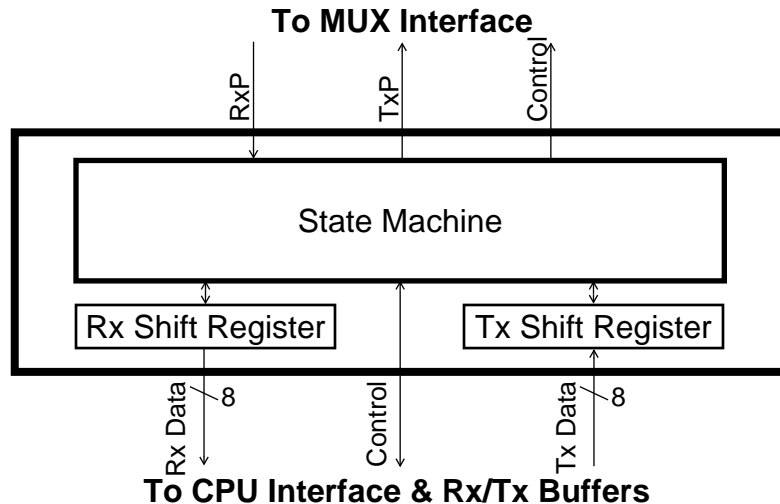 To MUX Interface
RxP
TxP
Control
State Machine
Rx Shift Register
Tx Shift Register
Rx Data
8
Control
Tx Data
8
To CPU Interface & Rx/Tx Buffers